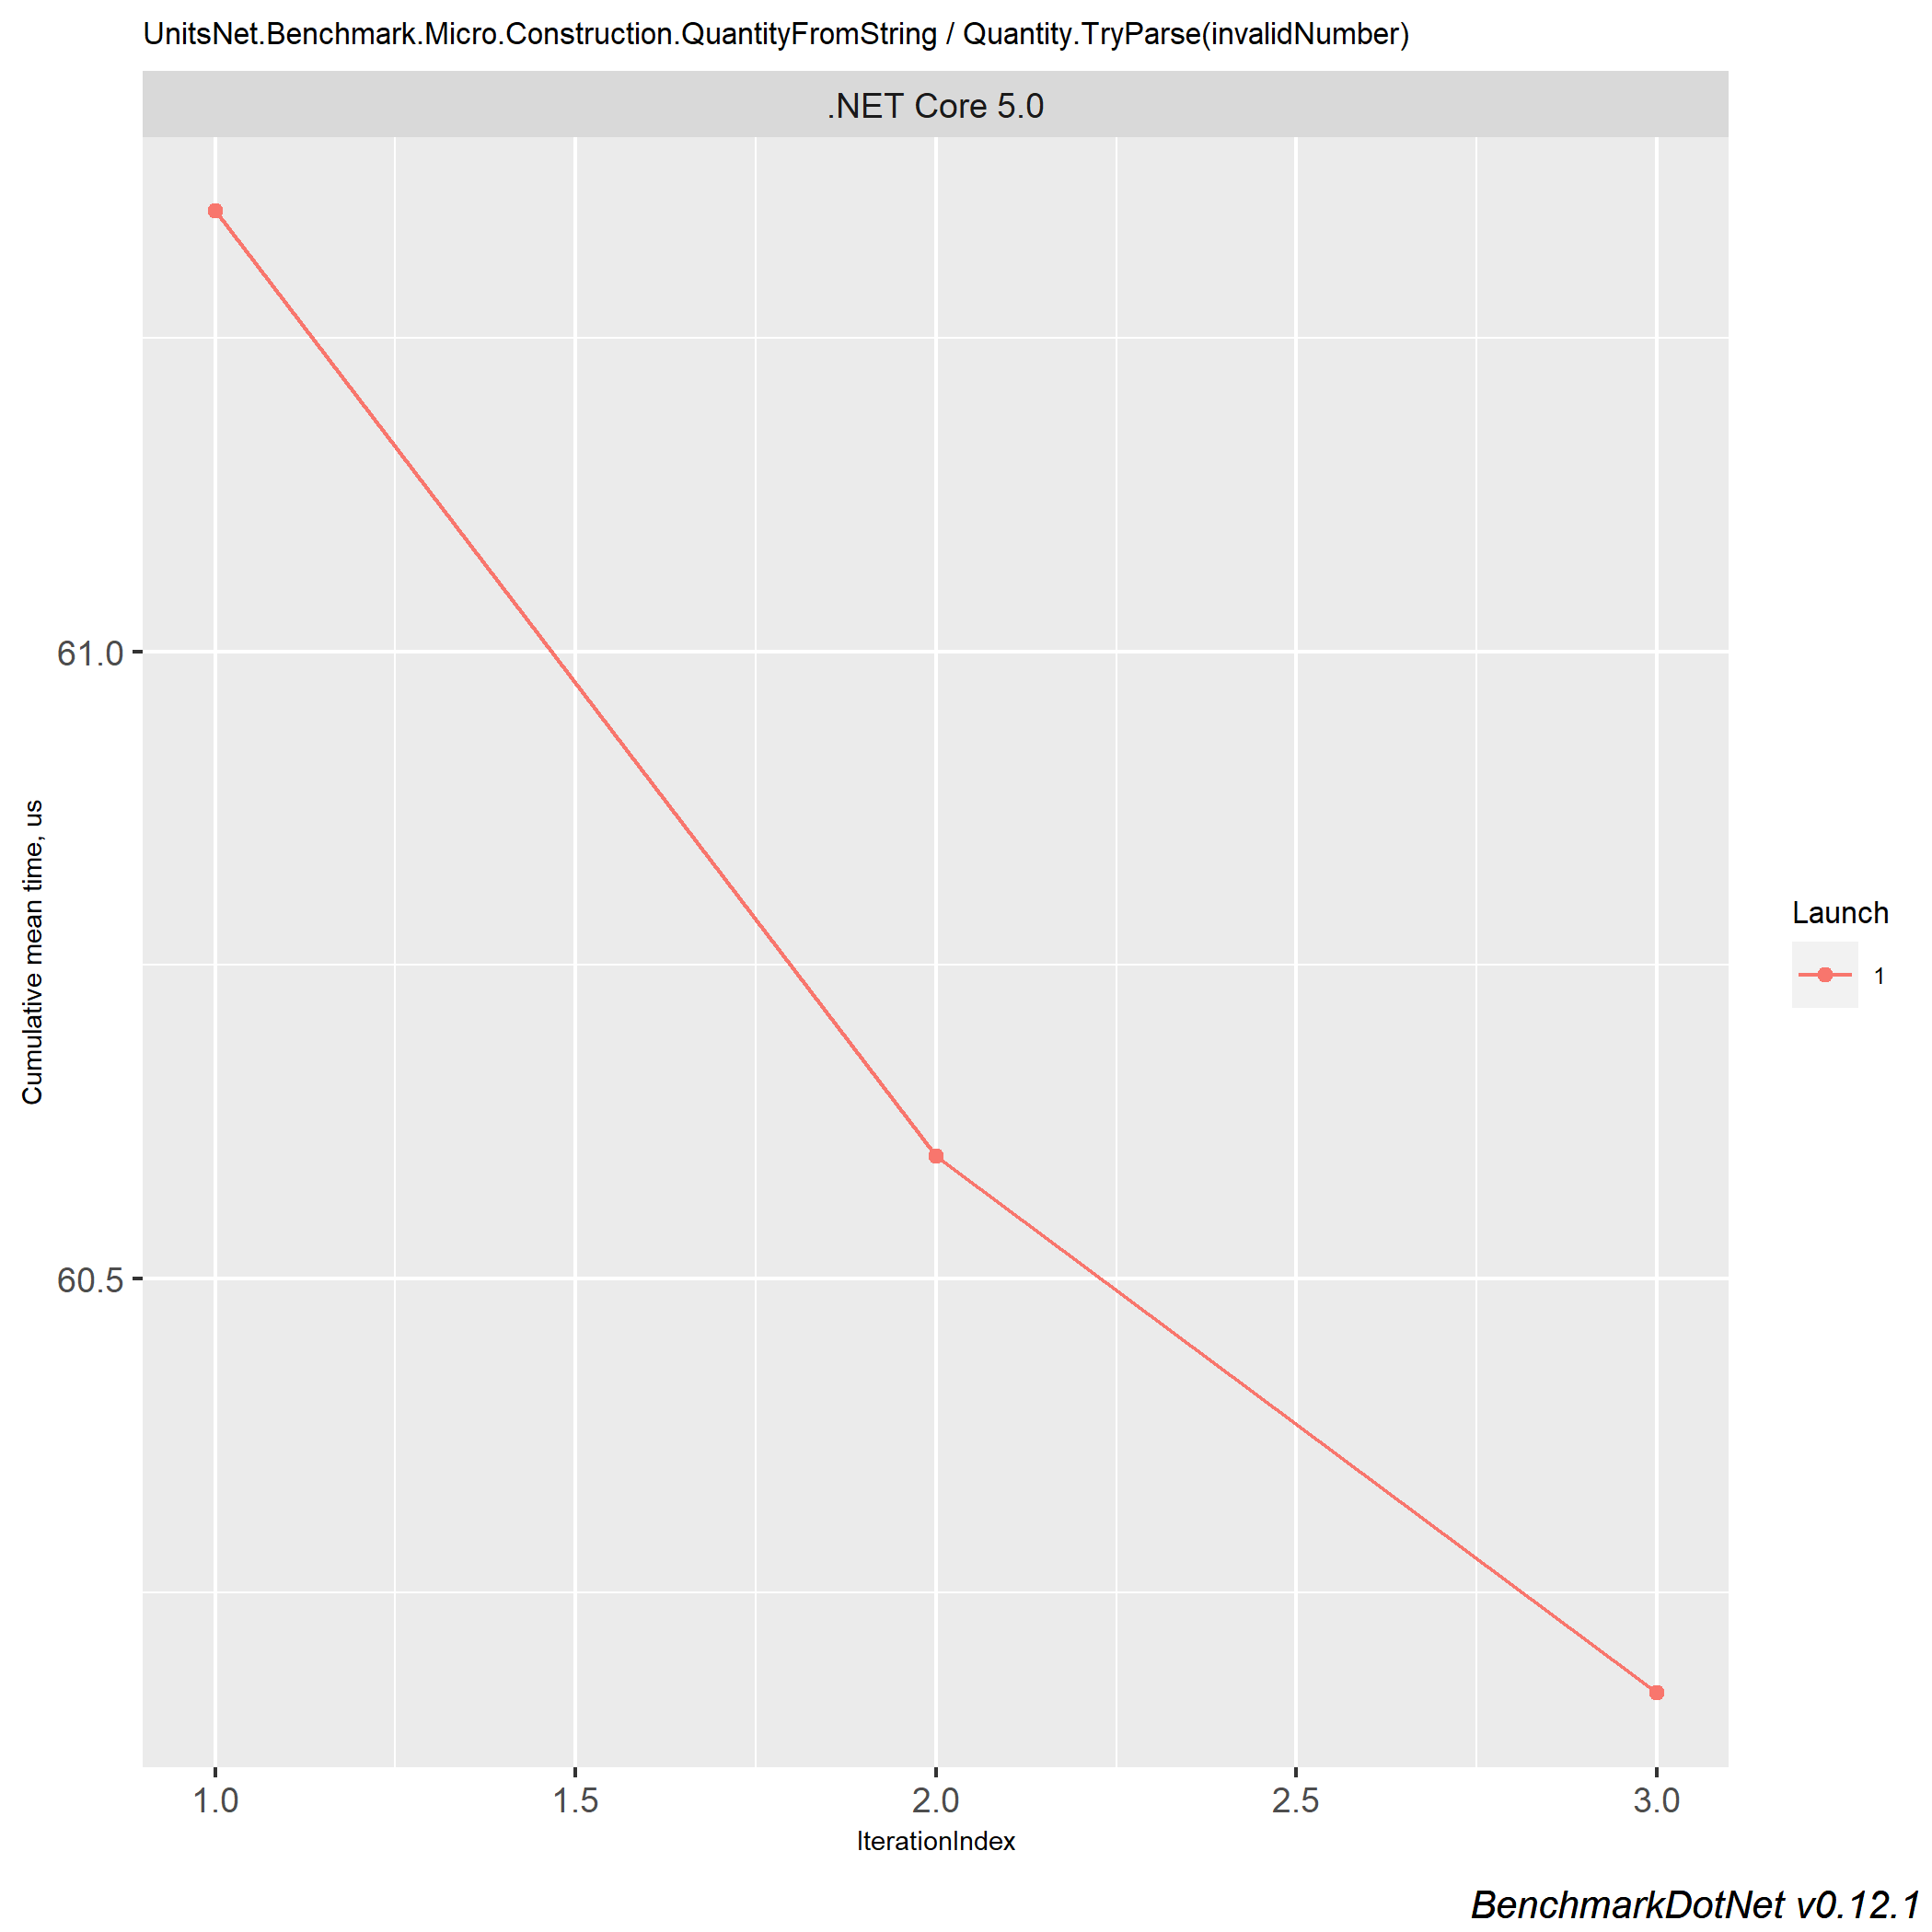 UnitsNet.Benchmark.Micro.Construction.QuantityFromString / Quantity.TryParse(invalidNumber)
.NET Core 5.0
61.0
60.5
Cumulative mean time, us
1.0 1.5 2.0 2.5 3.0
IterationIndex
Launch
1
BenchmarkDotNet v0.12.1